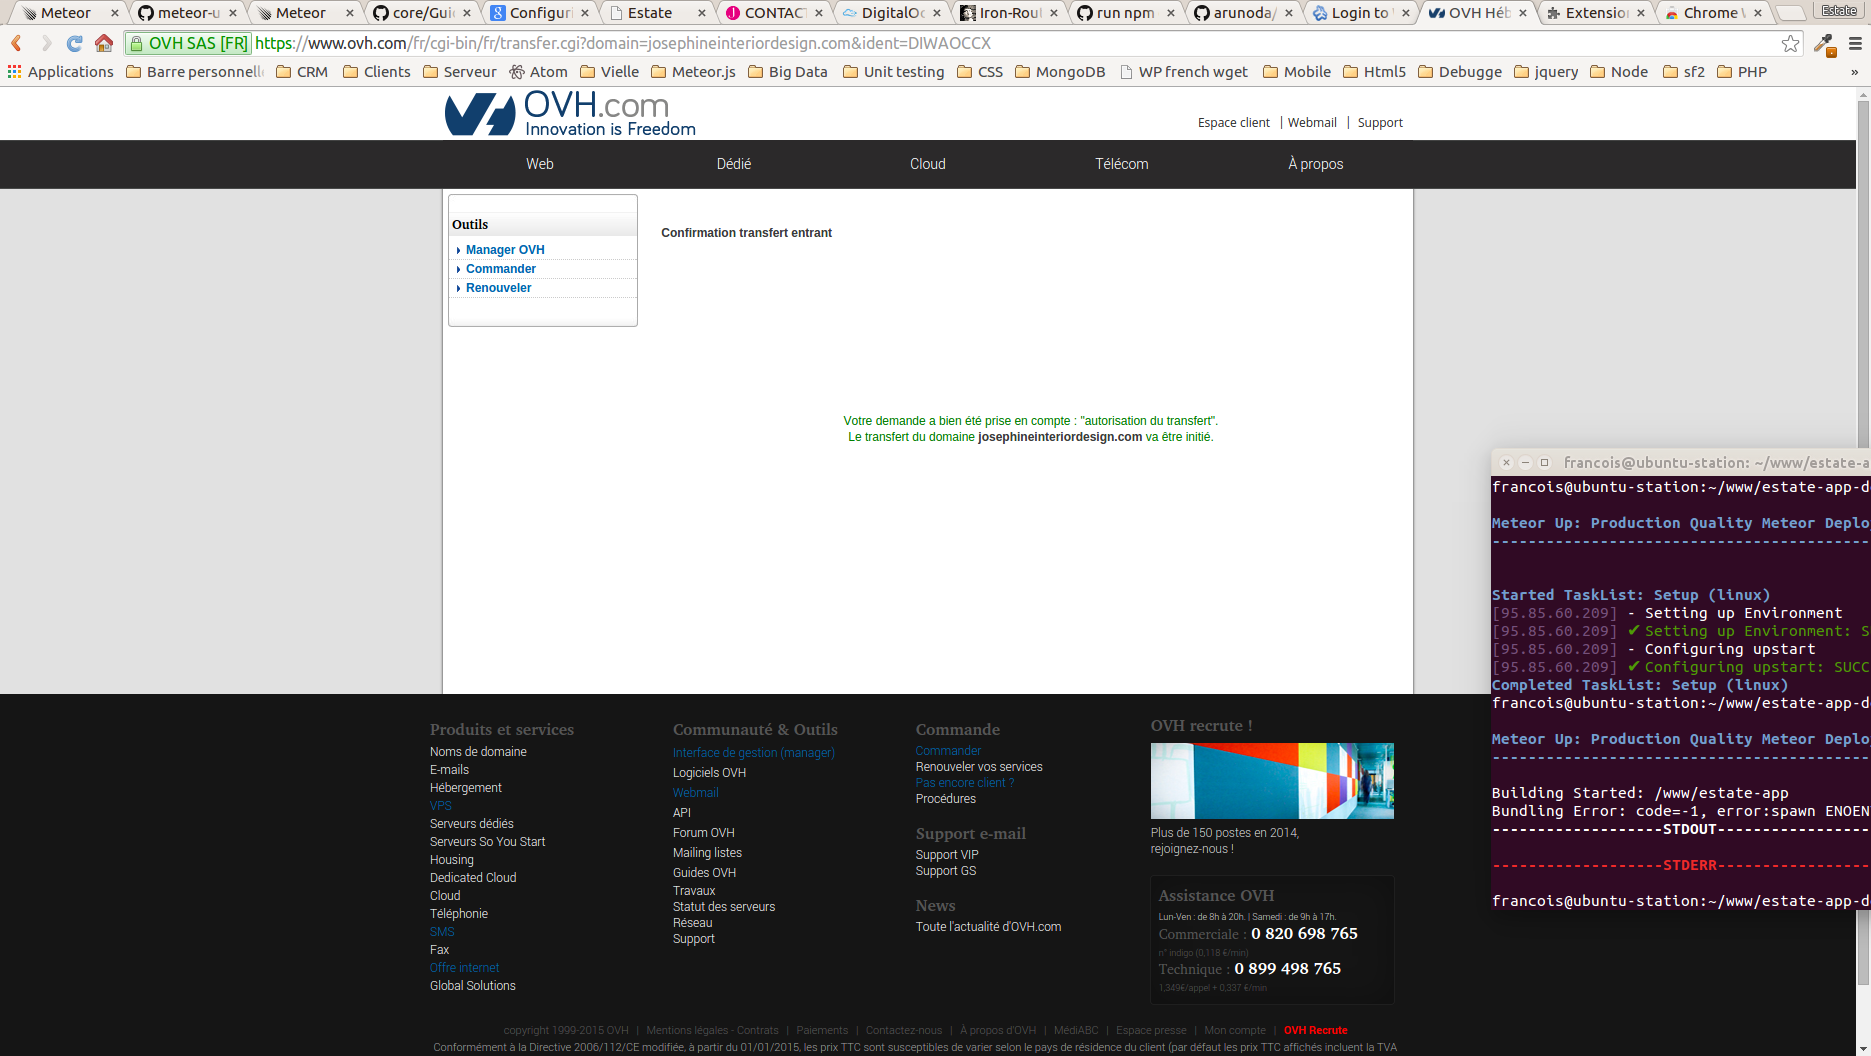 Meteor
meteor-u
Meteor
core/Guid
Configuri
Estate
CONTACT
DigitalOc
Iron-Rout
run npm
arunoda/
Login to
OVH Héb
Extension
Chrome W
Estate
OVH SAS [FR] https://www.ovh.com/fr/cgi-bin/fr/transfer.cgi?domain=josephineinteriordesign.com&ident=DIWAOCCX
Applications Barre personnelle CRM Clients Serveur Atom Vielle Meteor.js Big Data Unit testing CSS MongoDB WP french wget Mobile Html5 Debugge jquery Node sf2 PHP »
OVH.com
Innovation is Freedom
Espace client | Webmail | Support
Web Dédié Cloud Télécom À propos
Outils
Manager OVH
Commander
Renouveler
Confirmation transfert entrant
Votre demande a bien été prise en compte : "autorisation du transfert".
Le transfert du domaine josephineinteriordesign.com va être initié.
francois@ubuntu-station: ~/www/estate-a
francois@ubuntu-station:~/www/estate-app-d
Meteor Up: Production Quality Meteor Deplo
------------------------------------------
Started TaskList: Setup (linux)
[95.85.60.209] - Setting up Environment
[95.85.60.209] ✔ Setting up Environment: S
[95.85.60.209] - Configuring upstart
[95.85.60.209] ✔ Configuring upstart: SUCC
Completed TaskList: Setup (linux)
francois@ubuntu-station:~/www/estate-app-d
Meteor Up: Production Quality Meteor Deplo
------------------------------------------
Building Started: /www/estate-app
Bundling Error: code=-1, error:spawn ENOEN
-------------------STDOUT-----------------
-------------------STDERR-----------------
francois@ubuntu-station:~/www/estate-app-d
Produits et services
Noms de domaine
E-mails
Hébergement
VPS
Serveurs dédiés
Serveurs So You Start
Housing
Dedicated Cloud
Cloud
Téléphonie
SMS
Fax
Offre internet
Global Solutions
Communauté & Outils
Interface de gestion (manager)
Logiciels OVH
Webmail
API
Forum OVH
Mailing listes
Guides OVH
Travaux
Statut des serveurs
Réseau
Support
Commande
Commander
Renouveler vos services
Pas encore client ?
Procédures
Support e-mail
Support VIP
Support GS
News
Toute l'actualité d'OVH.com
OVH recrute !
Plus de 150 postes en 2014,
rejoignez-nous !
Assistance OVH
Lun-Ven : de 8h à 20h. | Samedi : de 9h à 17h.
Commerciale : 0 820 698 765
n° indigo (0,118 €/min)
Technique : 0 899 498 765
1,349€/appel + 0,337 €/min
copyright 1999-2015 OVH | Mentions légales - Contrats | Paiements | Contactez-nous | À propos d'OVH | MédiABC | Espace presse | Mon compte | OVH Recrute
Conformément à la Directive 2006/112/CE modifiée, à partir du 01/01/2015, les prix TTC sont susceptibles de varier selon le pays de résidence du client (par défaut les prix TTC affichés incluent la TVA